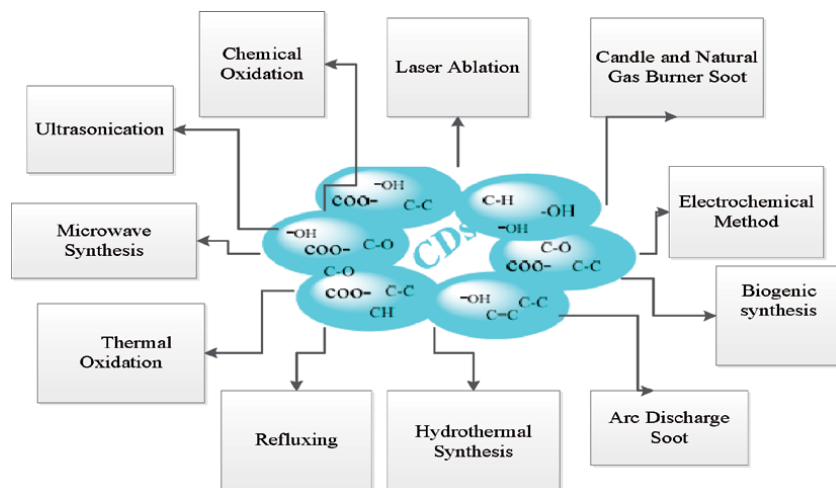 Chemical
Oxidation
Laser Ablation
Candle and Natural
Gas Burner Soot
Ultrasonication
Electrochemical
Method
Microwave
Synthesis
Biogenic
synthesis
Thermal
Oxidation
Refluxing
Hydrothermal
Synthesis
Arc Discharge
Soot
CDs
–OH
COO–
C-C
C-H
-OH
–OH
–OH
COO–
C-O
C-O
C-O
COO–
C-C
COO–
C-C
CH
–OH
C-C
C=C